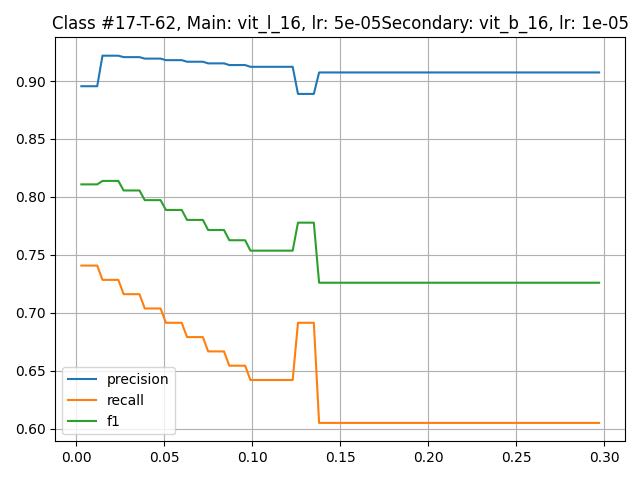 Class #17-T-62, Main: vit_l_16, lr: 5e-05Secondary: vit_b_16, lr: 1e-05
0.90
0.85
0.80
0.75
0.70
0.65
0.60
precision
recall
f1
0.00 0.05 0.10 0.15 0.20 0.25 0.30